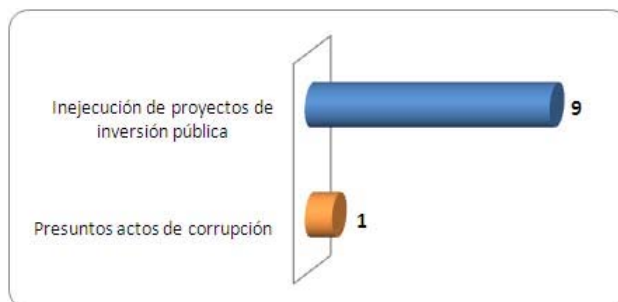 Inejecución de proyectos de
inversión pública
9
Presuntos actos de corrupción
1